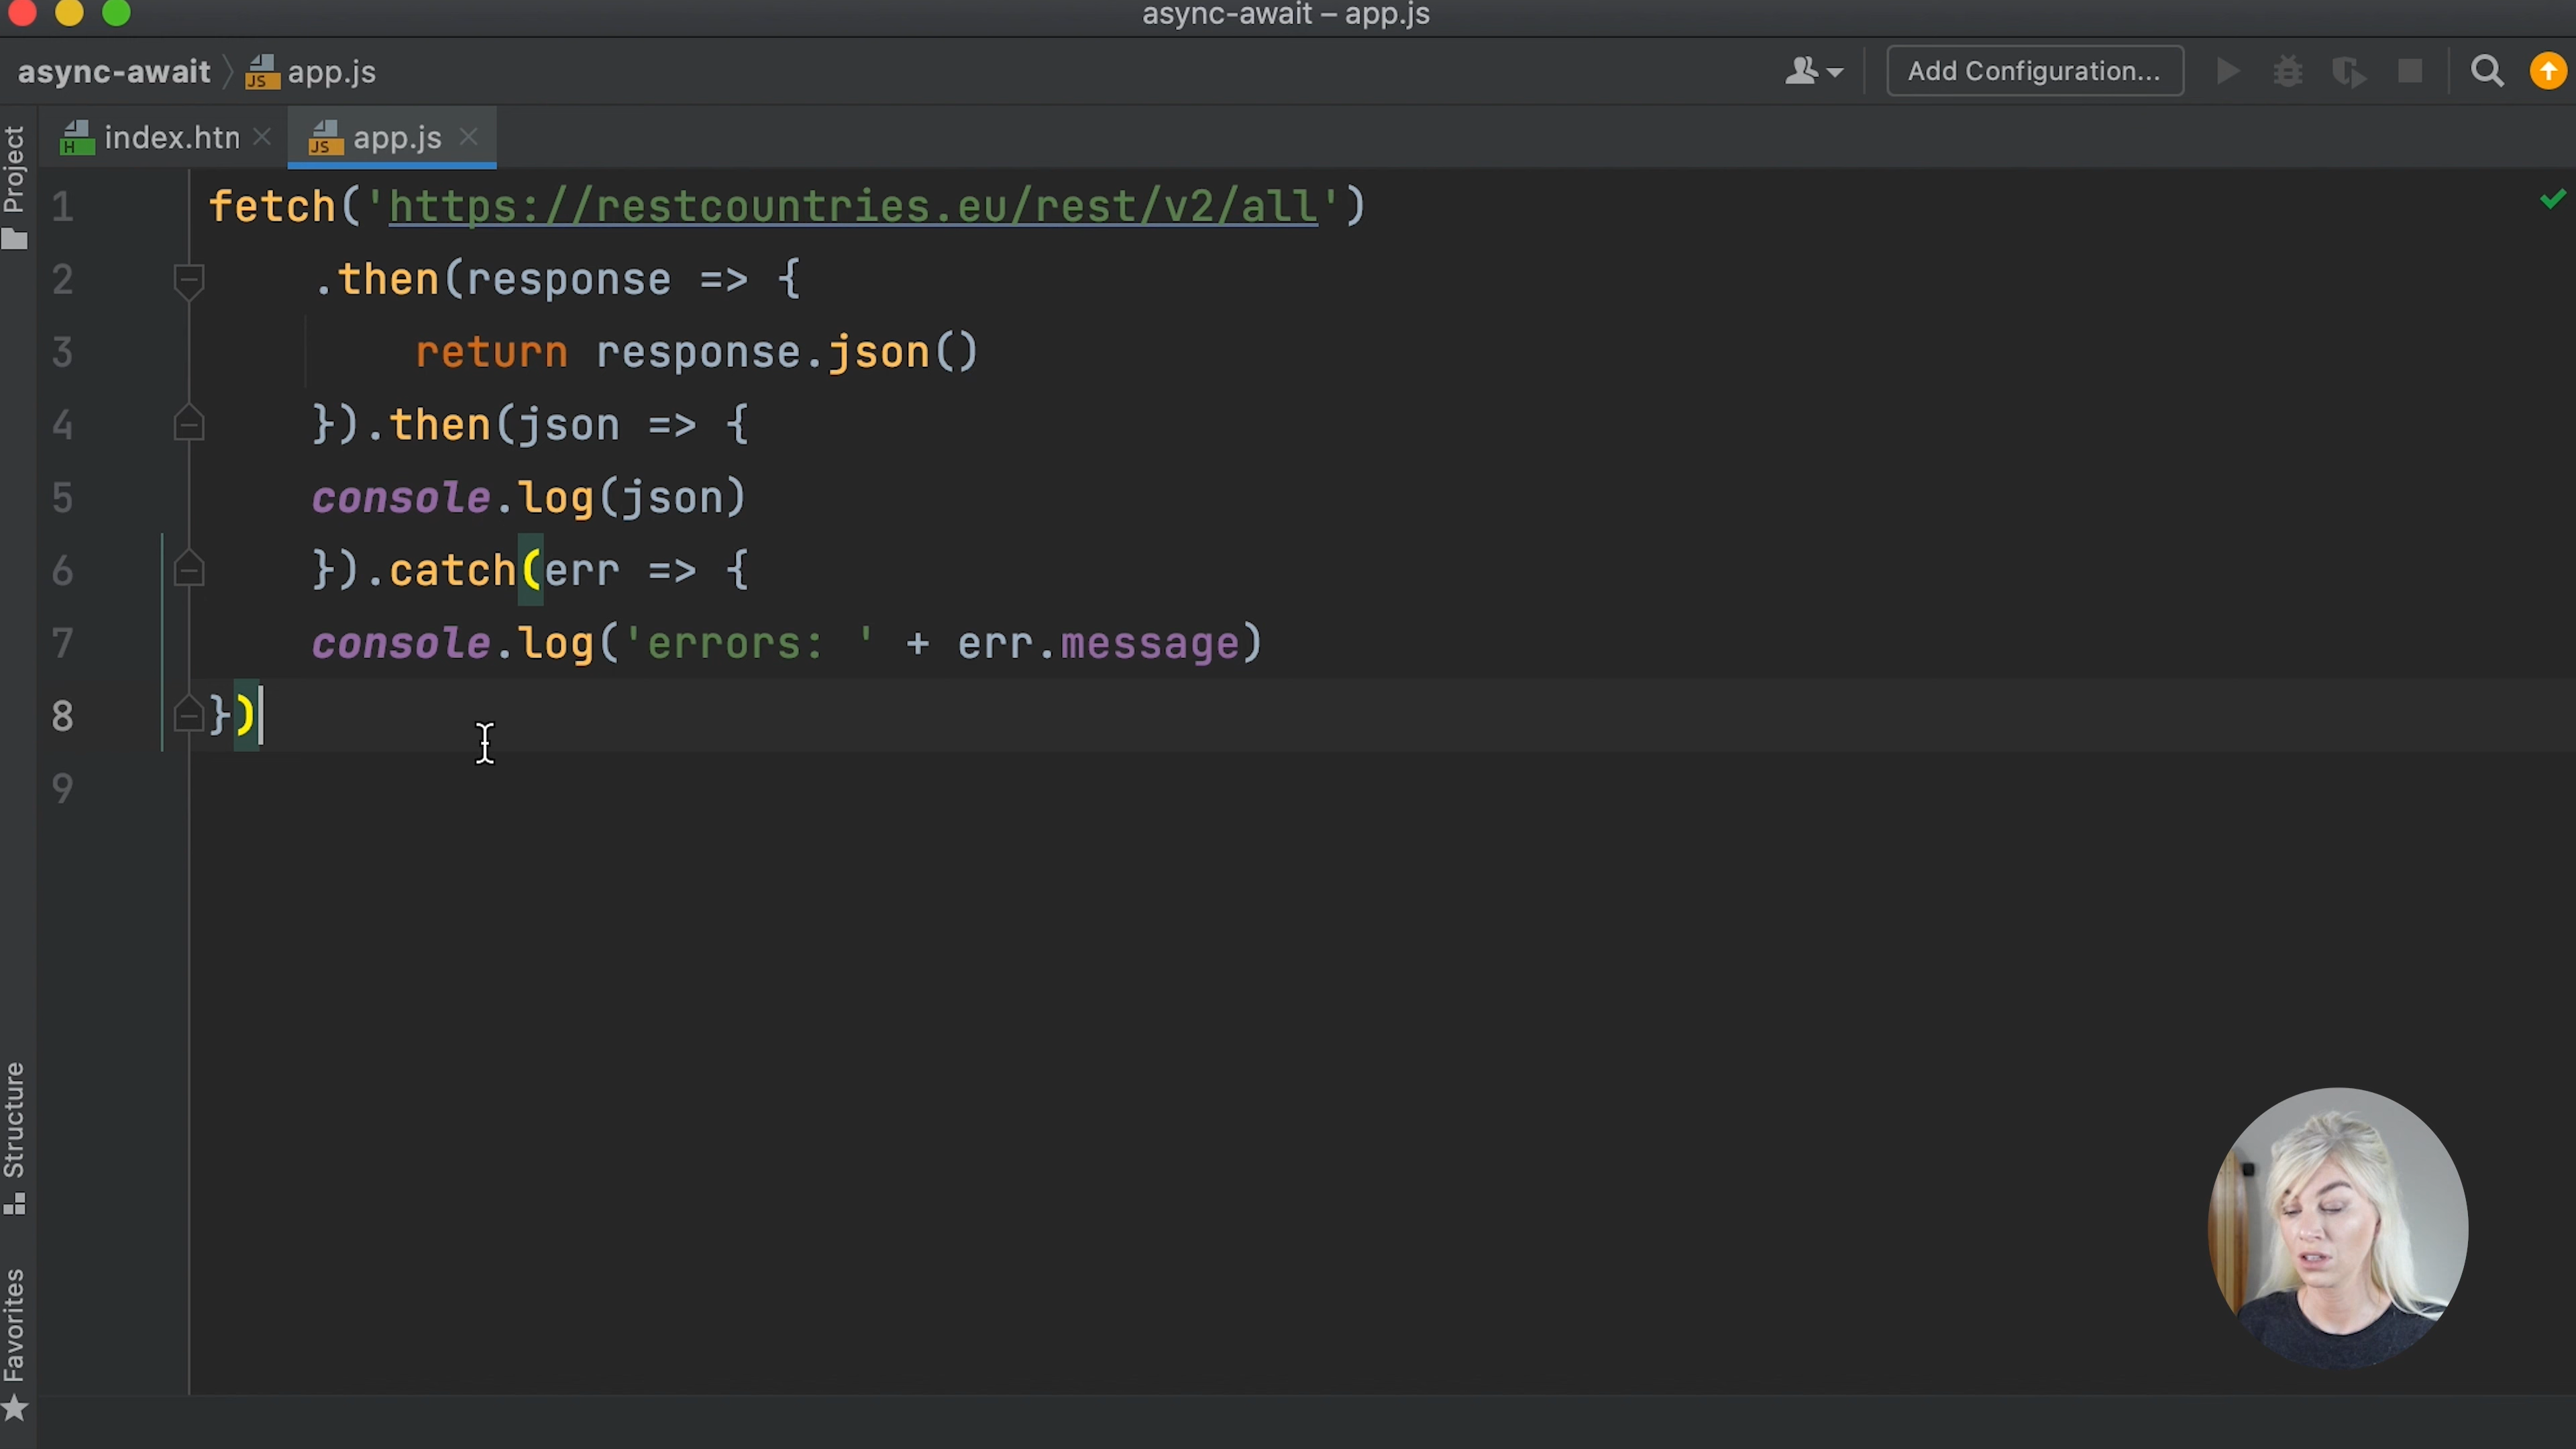 async-await – app.js
async-await
app.js
Add Configuration...
index.htn
app.js
Project
1 fetch('https://restcountries.eu/rest/v2/all')
2 .then(response => {
3 return response.json()
4 }).then(json => {
5 console.log(json)
6 }).catch(err => {
7 console.log('errors: ' + err.message)
8 })
9
Structure
Favorites